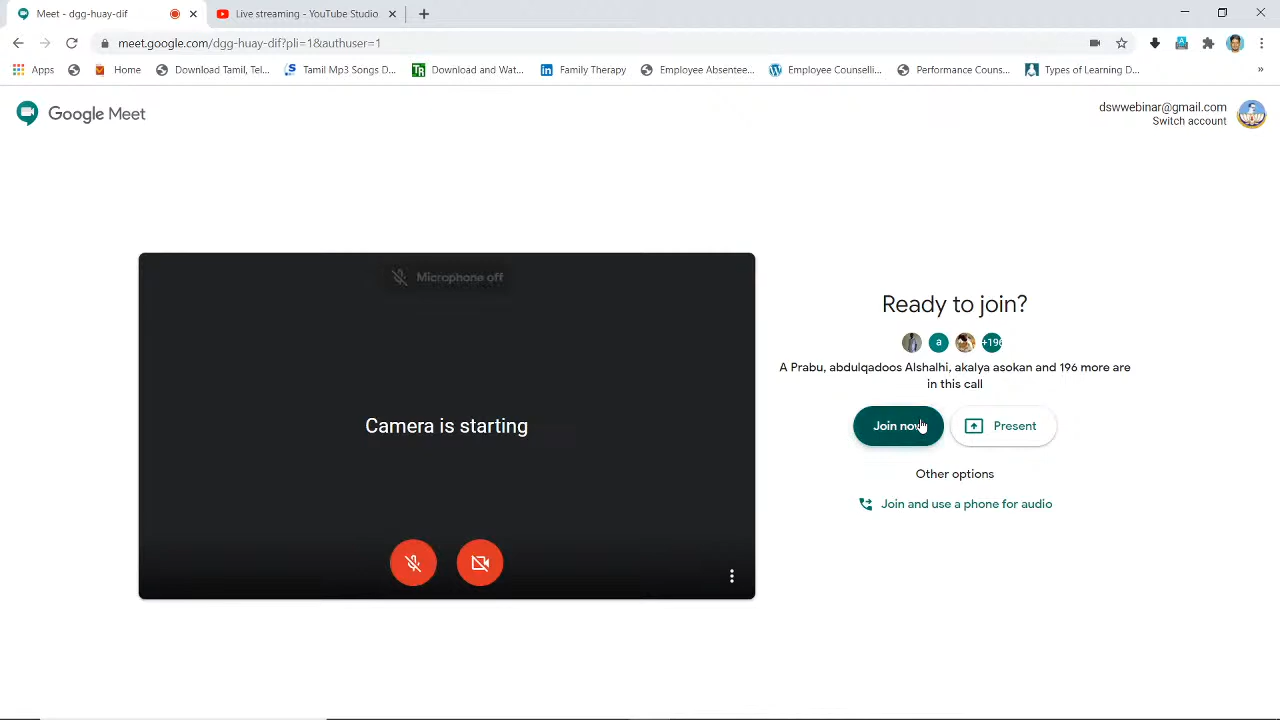 Meet - dgg-huay-dif
Live streaming - YouTube Studio
meet.google.com/dgg-huay-dif?pli=1&authuser=1
Apps
Home
Download Tamil, Tel...
Tamil Mp3 Songs D...
Download and Wat...
Family Therapy
Employee Absentee...
Employee Counselli...
Performance Couns...
Types of Learning D...
Google Meet
dswwebinar@gmail.com
Switch account
Microphone off
Camera is starting
Ready to join?
a
+196
A Prabu, abdulqadoos Alshalhi, akalya asokan and 196 more are
in this call
Join now
Present
Other options
Join and use a phone for audio